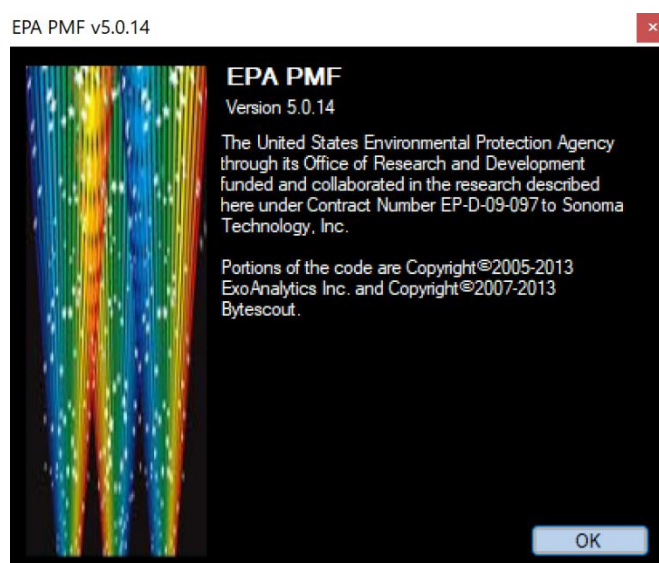 EPA PMF v5.0.14
×
EPA PMF
Version 5.0.14
The United States Environmental Protection Agency
through its Office of Research and Development
funded and collaborated in the research described
here under Contract Number EP-D-09-097 to Sonoma
Technology, Inc.
Portions of the code are Copyright©2005-2013
ExoAnalytics Inc. and Copyright©2007-2013
Bytescout.
OK